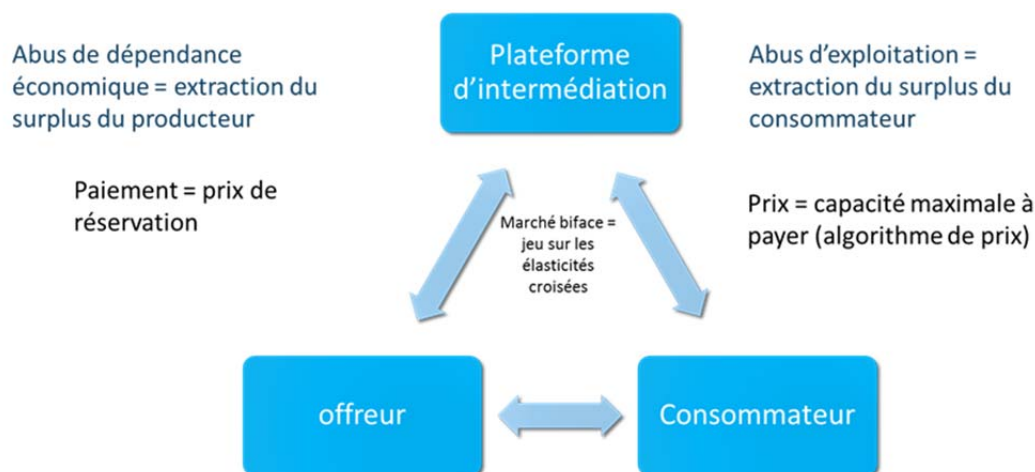 Abus de dépendance
économique = extraction du
surplus du producteur
Plateforme
d'intermédiation
Abus d'exploitation =
extraction du surplus du
consommateur
Paiement = prix de
réservation
Marché biface =
jeu sur les
élasticités
croisées
Prix = capacité maximale à
payer (algorithme de prix)
offreur
Consommateur